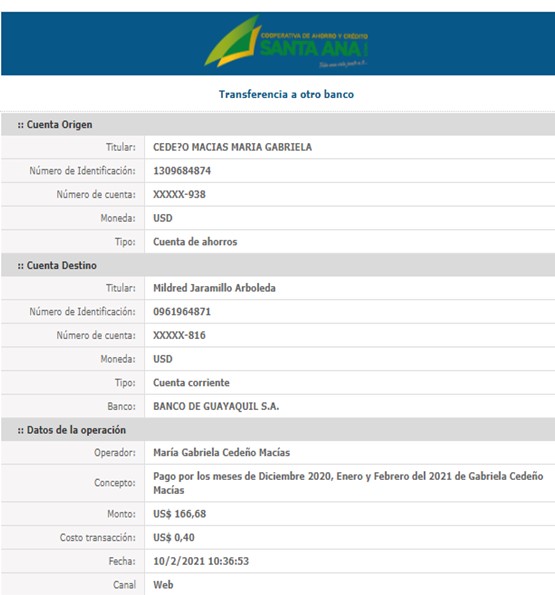 COOPERATIVA DE AHORRO Y CRÉDITO
SANTA ANA
Transferencia a otro banco
:: Cuenta Origen
Titular: CEDE?O MACIAS MARIA GABRIELA
Número de Identificación: 1309684874
Número de cuenta: XXXXX-938
Moneda: USD
Tipo: Cuenta de ahorros
:: Cuenta Destino
Titular: Mildred Jaramillo Arboleda
Número de Identificación: 0961964871
Número de cuenta: XXXXX-816
Moneda: USD
Tipo: Cuenta corriente
Banco: BANCO DE GUAYAQUIL S.A.
:: Datos de la operación
Operador: María Gabriela Cedeño Macías
Concepto: Pago por los meses de Diciembre 2020, Enero y Febrero del 2021 de Gabriela Cedeño
Macías
Monto: US$ 166,68
Costo transacción: US$ 0,40
Fecha: 10/2/2021 10:36:53
Canal Web